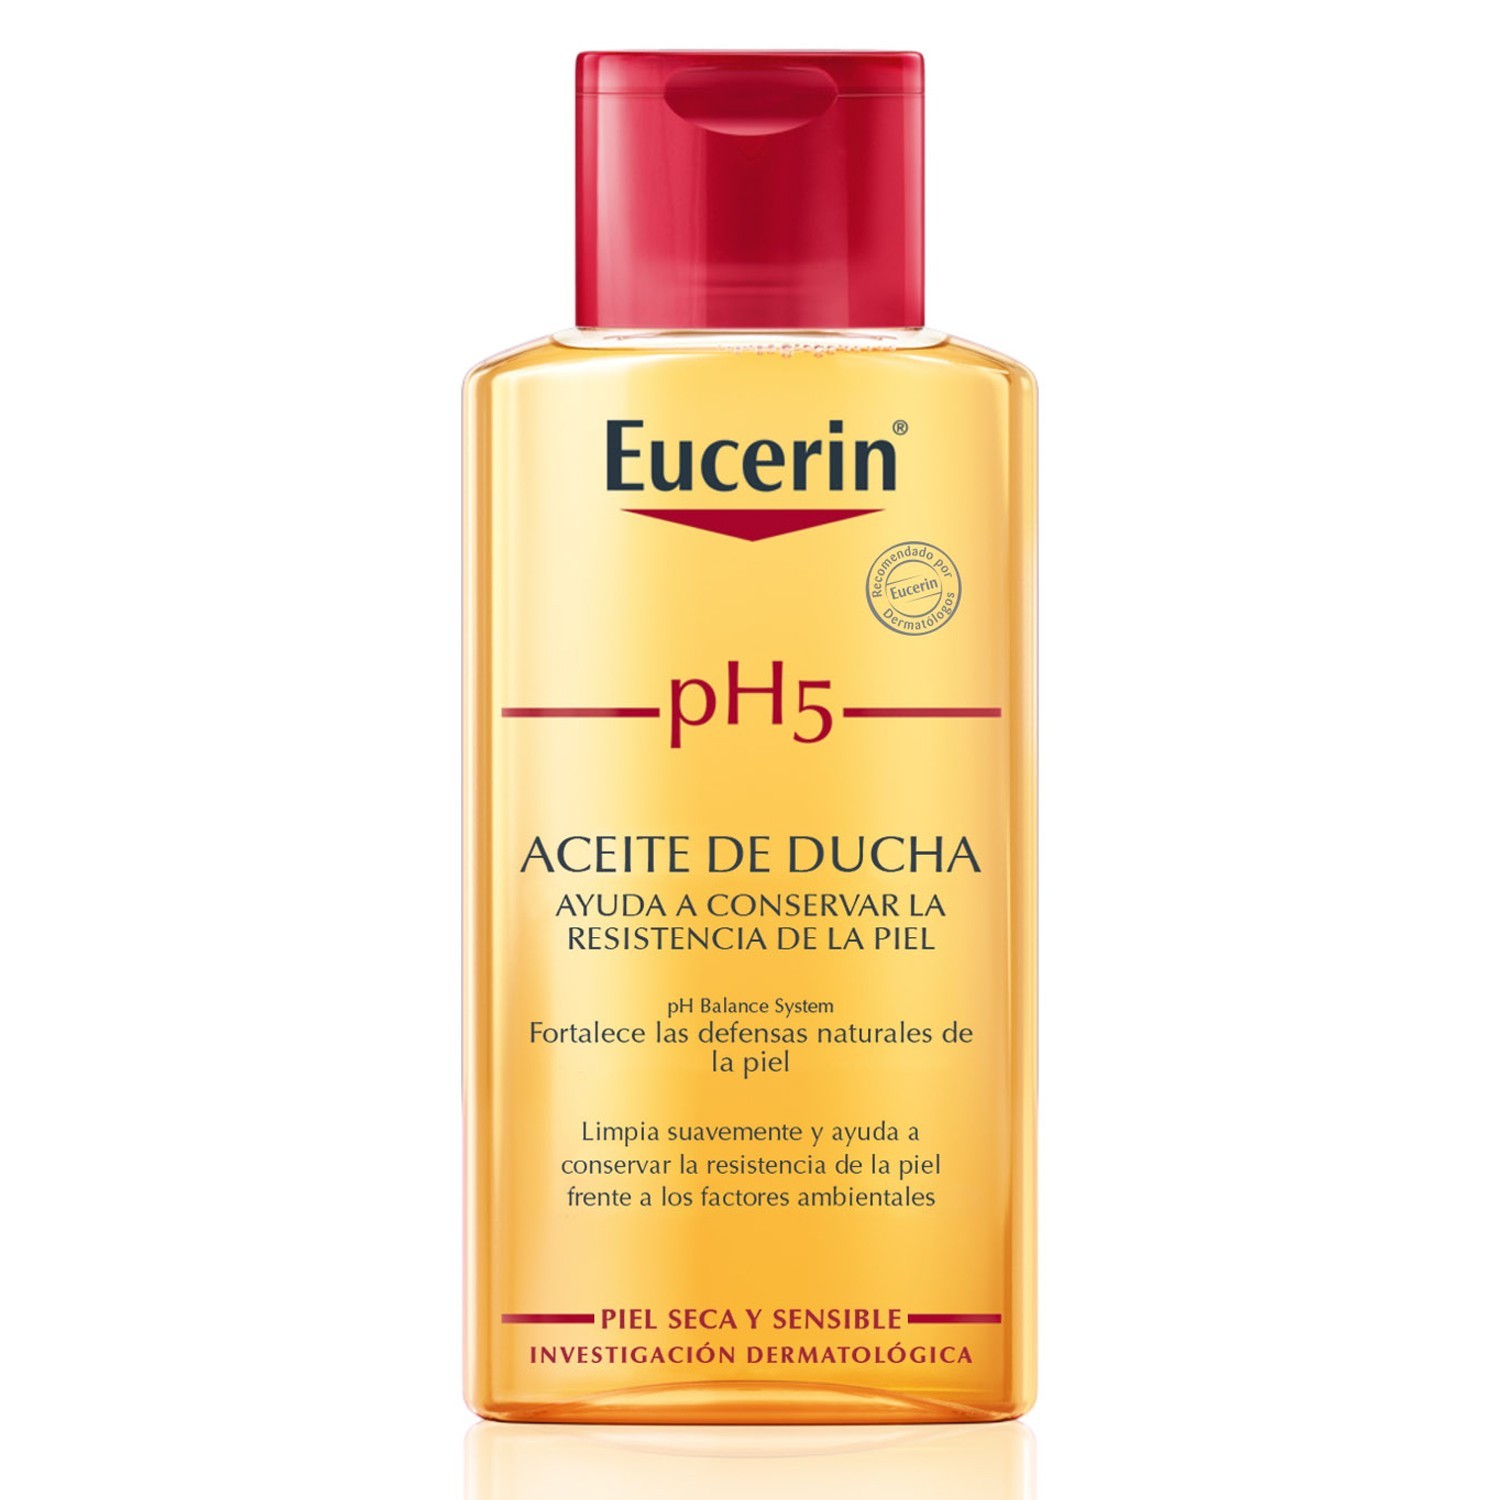 Eucerin®
Recomendado por
Eucerin
Dermatólogos
pH5
ACEITE DE DUCHA
AYUDA A CONSERVAR LA
RESISTENCIA DE LA PIEL
pH Balance System
Fortalece las defensas naturales de
la piel
Limpia suavemente y ayuda a
conservar la resistencia de la piel
frente a los factores ambientales
PIEL SECA Y SENSIBLE
INVESTIGACIÓN DERMATOLÓGICA